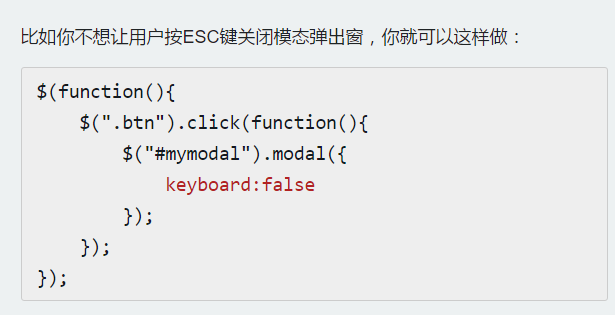 比如你不想让用户按ESC键关闭模态弹出窗，你就可以这样做：
$(function(){
    $(".btn").click(function(){
        $("#mymodal").modal({
            keyboard:false
        });
    });
});